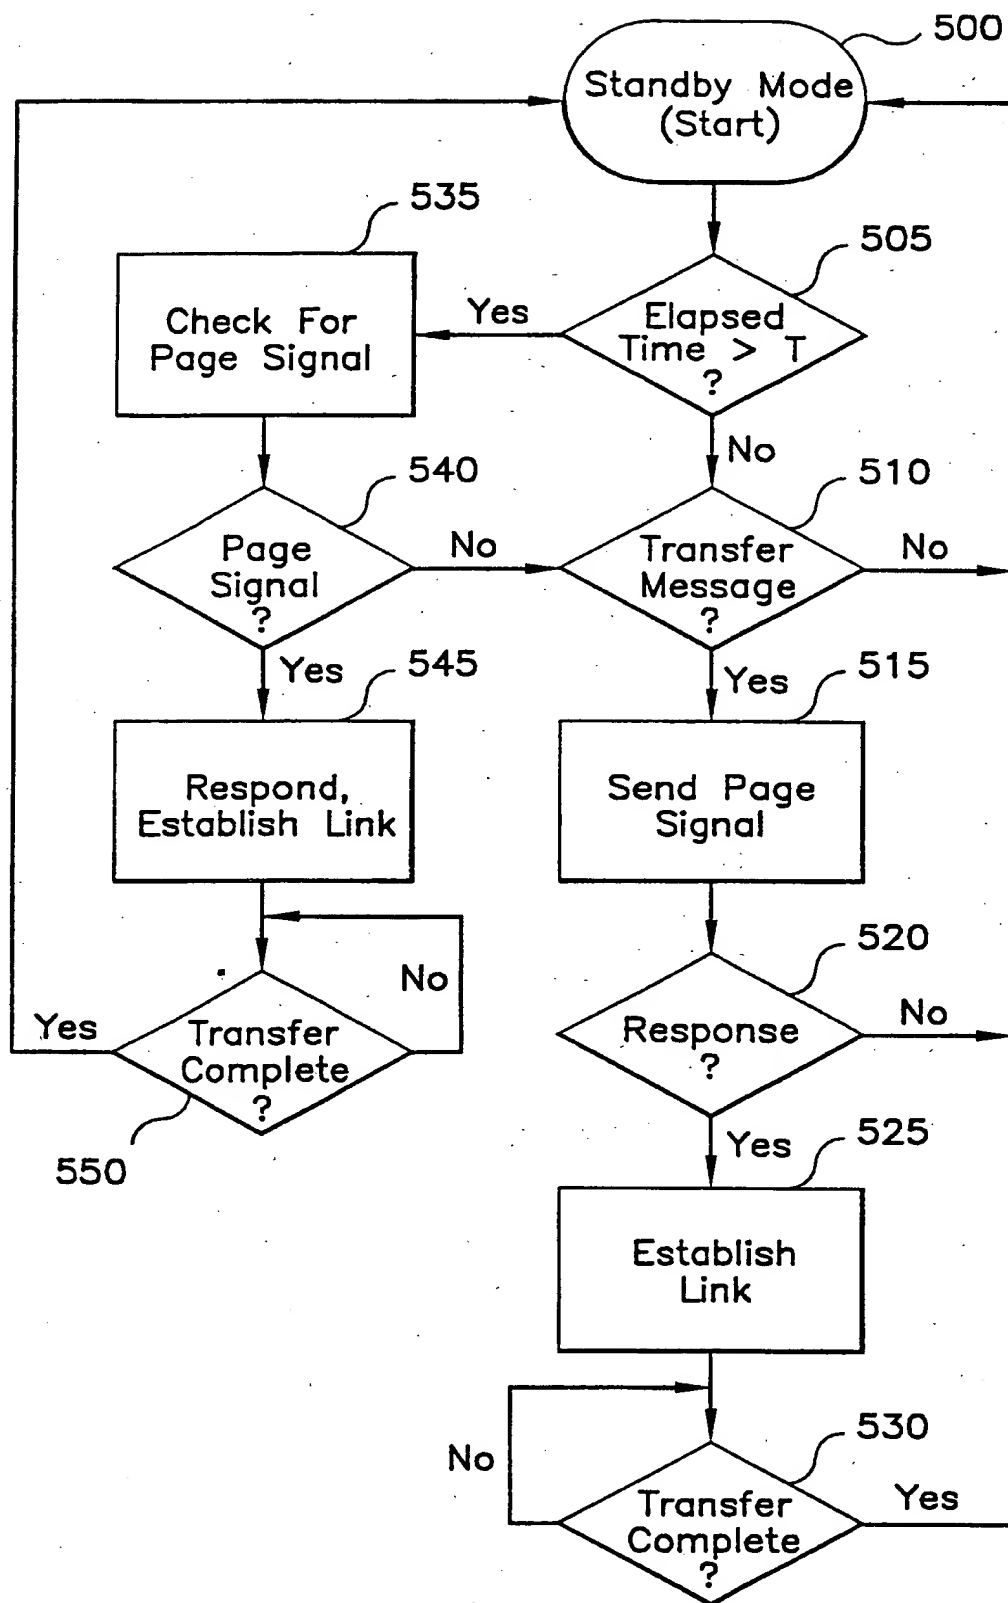 500
Standby Mode
(Start)
535
505
Check For
Page Signal
Yes
Elapsed
Time > T
?
No
540
510
Page
Signal
?
No
Transfer
Message
?
No
Yes
545
Yes
515
Respond,
Establish Link
Send Page
Signal
520
No
Yes
Transfer
Complete
?
Response
?
No
550
Yes
525
Establish
Link
530
No
Transfer
Complete
?
Yes